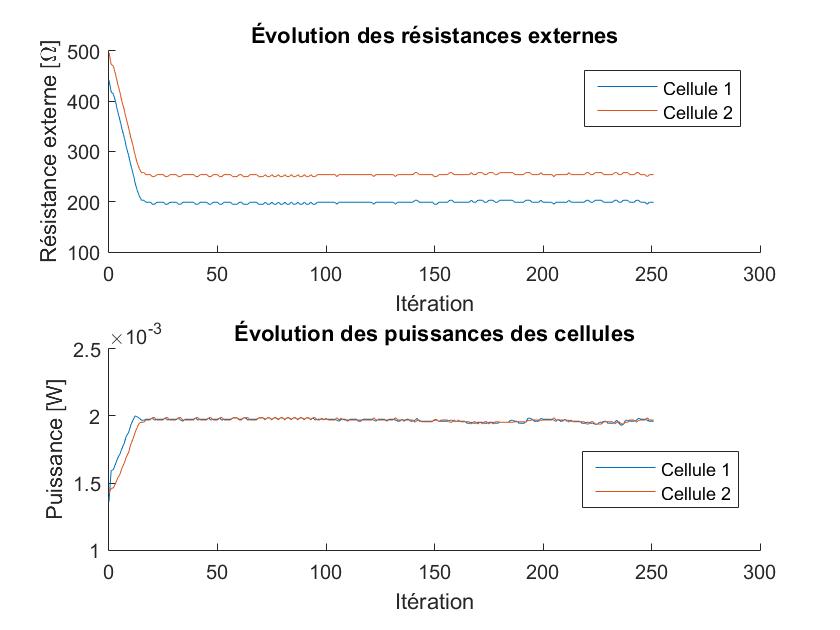 Évolution des résistances externes
Résistance externe [Ω]
500
400
300
200
100
0
50
100
150
200
250
300
Itération
Cellule 1
Cellule 2
Évolution des puissances des cellules
×10⁻³
Puissance [W]
2.5
2
1.5
1
0
50
100
150
200
250
300
Itération
Cellule 1
Cellule 2